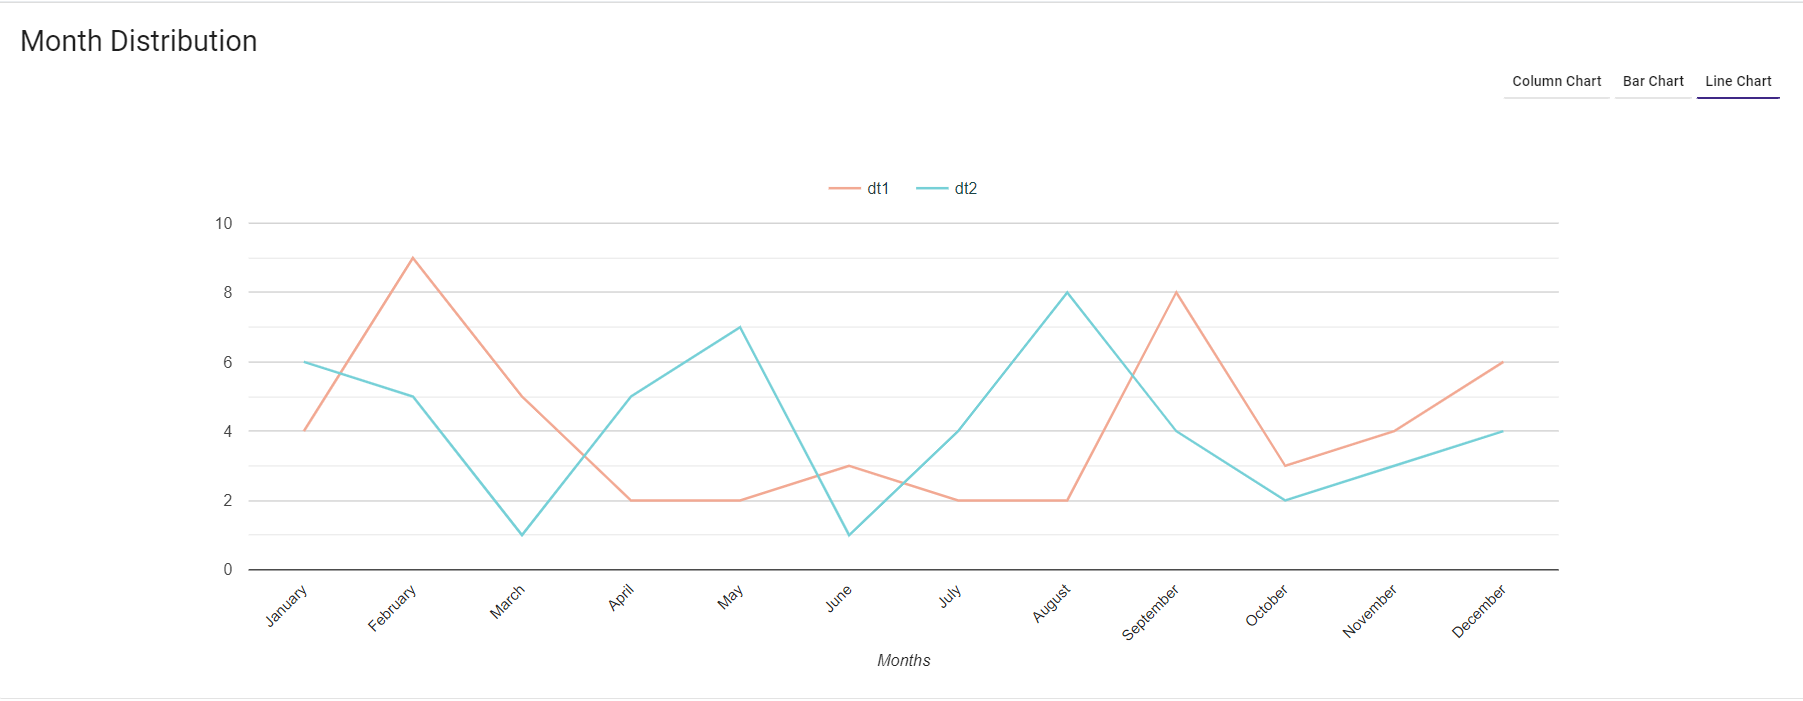 Month Distribution
Column Chart Bar Chart Line Chart
dt1 dt2
10
8
6
4
2
0
January February March April May June July August September October November December
Months